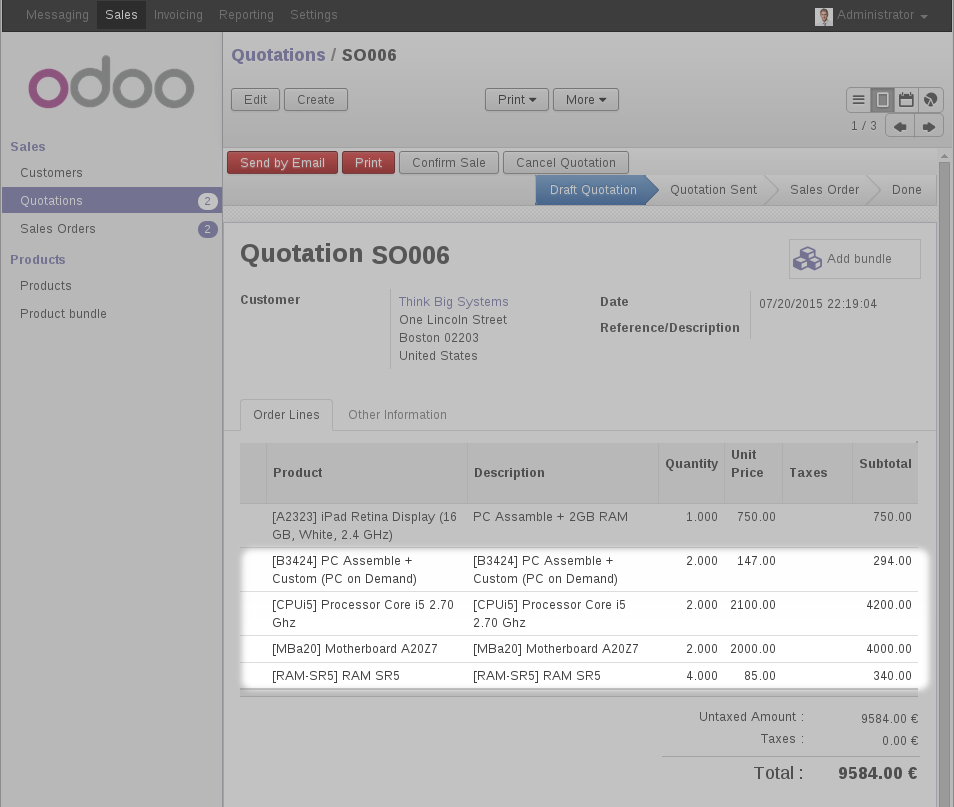 Messaging Sales Invoicing Reporting Settings Administrator
odoo
Sales
Customers
Quotations 2
Sales Orders 2
Products
Products
Product bundle
Quotations / SO006
Edit Create Print More
1 / 3
Send by Email Print Confirm Sale Cancel Quotation
Draft Quotation Quotation Sent Sales Order Done
Quotation SO006
Add bundle
Customer
Think Big Systems
One Lincoln Street
Boston 02203
United States
Date 07/20/2015 22:19:04
Reference/Description
Order Lines Other Information
Product Description Quantity Unit Price Taxes Subtotal
[A2323] iPad Retina Display (16 PC Assamble + 2GB RAM 1.000 750.00 750.00
GB, White, 2.4 GHz)
[B3424] PC Assemble + [B3424] PC Assemble + 2.000 147.00 294.00
Custom (PC on Demand) Custom (PC on Demand)
[CPUi5] Processor Core i5 2.70 [CPUi5] Processor Core i5 2.000 2100.00 4200.00
Ghz 2.70 Ghz
[MBa20] Motherboard A20Z7 [MBa20] Motherboard A20Z7 2.000 2000.00 4000.00
[RAM-SR5] RAM SR5 [RAM-SR5] RAM SR5 4.000 85.00 340.00
Untaxed Amount : 9584.00 €
Taxes : 0.00 €
Total : 9584.00 €